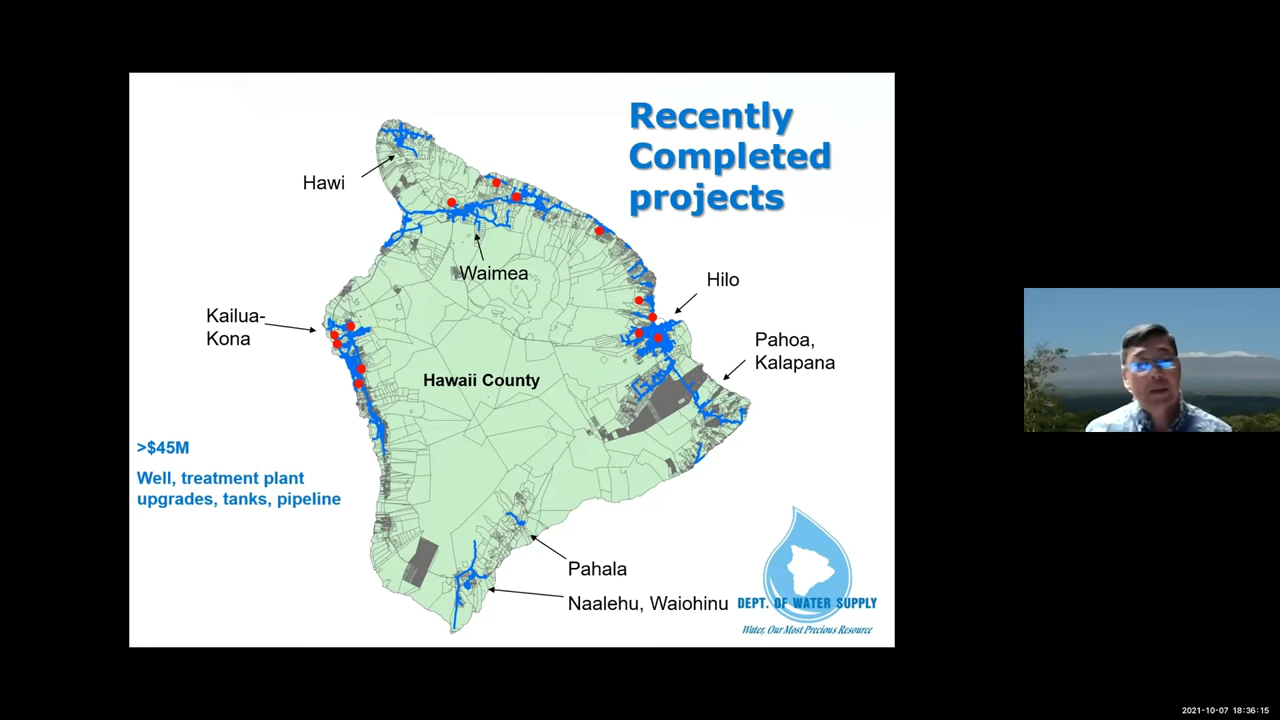 Recently
Completed
projects
Hawi
Waimea
Hilo
Kailua-
Kona
Pahoa,
Kalapana
Hawaii County
>$45M
Well, treatment plant
upgrades, tanks, pipeline
Pahala
Naalehu, Waiohinu
DEPT. OF WATER SUPPLY
Water, Our Most Precious Resource
2021-10-07 18:36:15